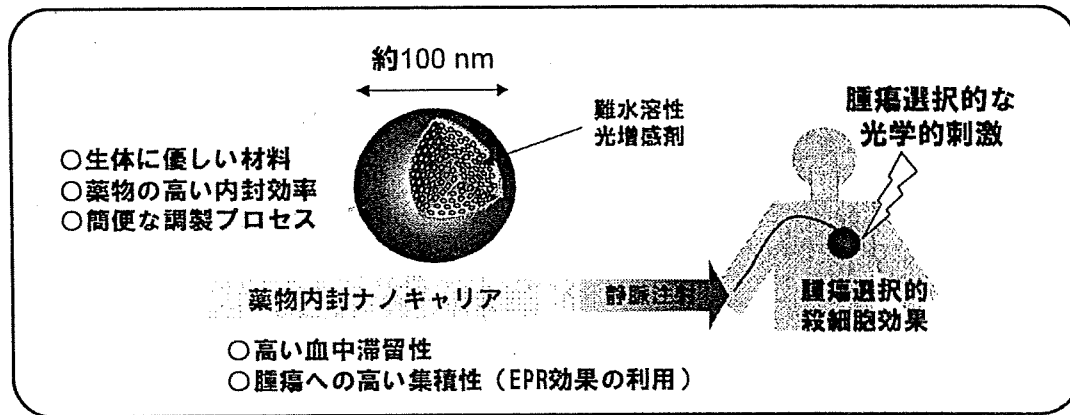 約100 nm
難水溶性
光増感剤
腫瘍選択的な
光学的刺激
○生体に優しい材料
○薬物の高い内封効率
○簡便な調製プロセス
薬物内封ナノキャリア
静脈注射
腫瘍選択的
殺細胞効果
○高い血中滞留性
○腫瘍への高い集積性（EPR効果の利用）